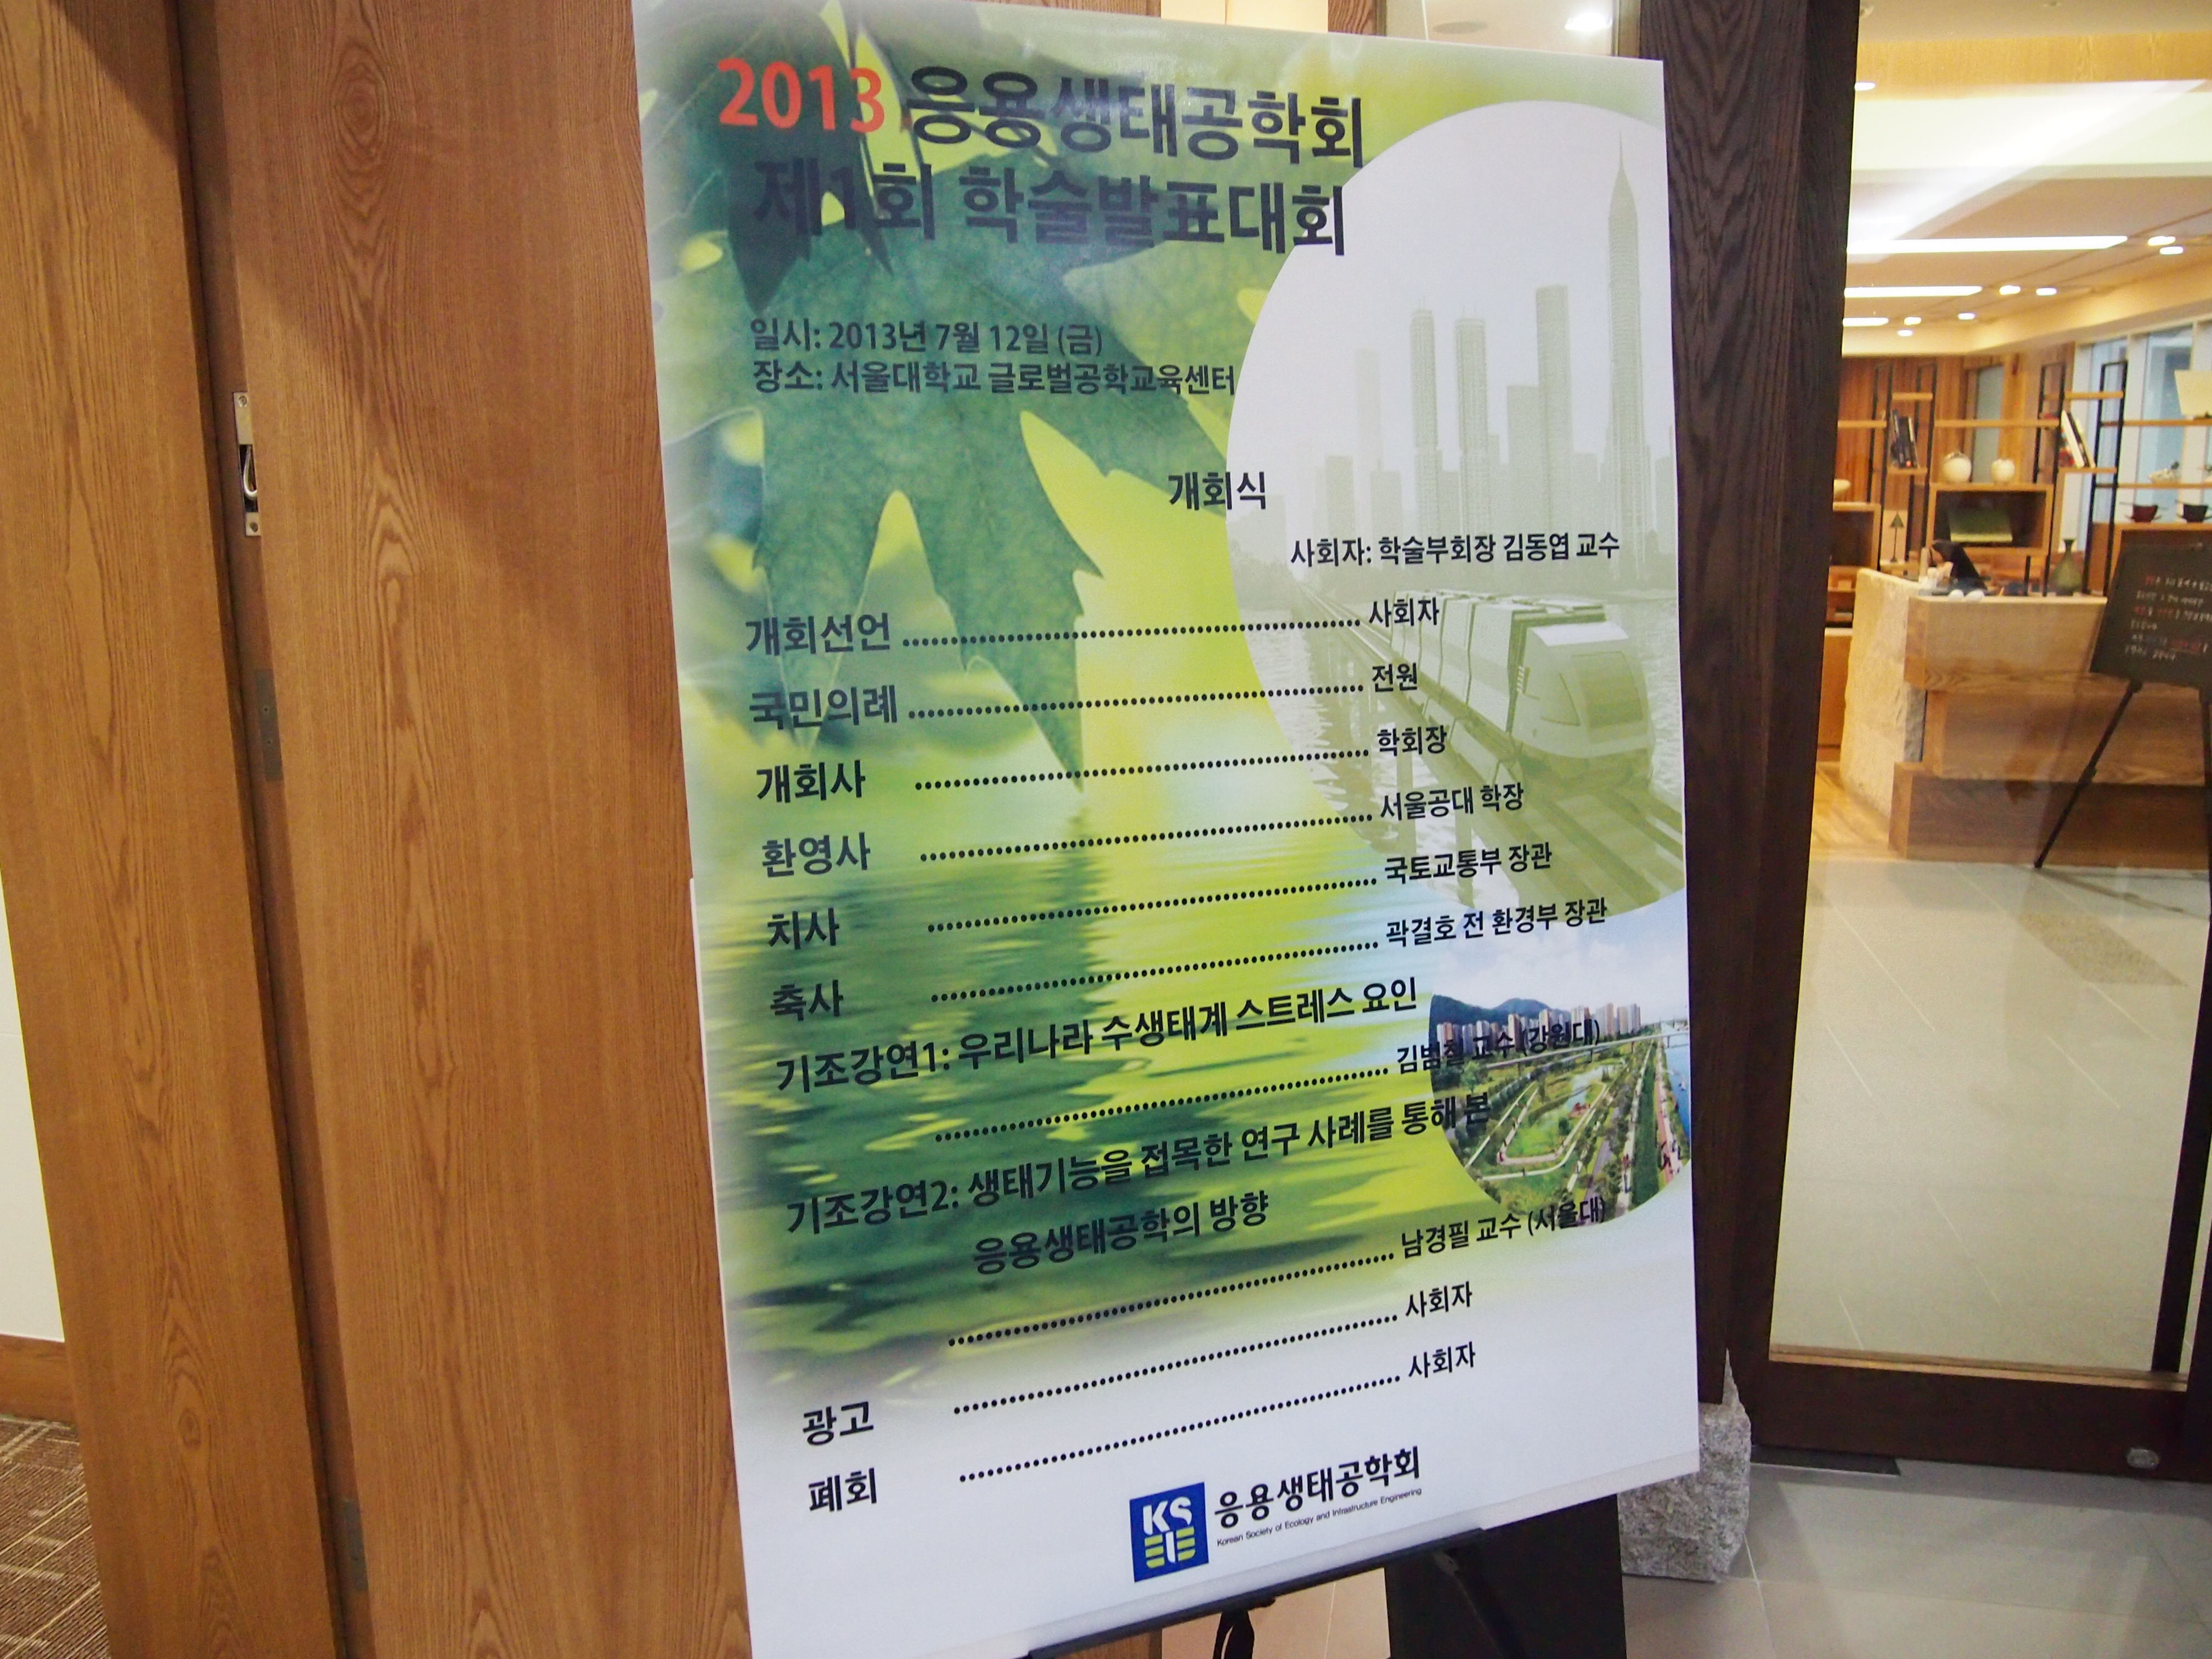 2013 응용생태공학회
제1회 학술발표대회
일시: 2013년 7월 12일 (금)
장소: 서울대학교 글로벌공학교육센터
개회식
사회자: 학술부회장 김동엽 교수
개회선언 사회자
국민의례 전원
개회사 학회장
환영사 서울공대 학장
치사 국토교통부 장관
축사 곽결호 전 환경부 장관
기조강연1: 우리나라 수생태계 스트레스 요인
김범철 교수 (강원대)
기조강연2: 생태기능을 접목한 연구 사례를 통해 본
응용생태공학의 방향
남경필 교수 (서울대)
광고 사회자
폐회 사회자
KS
응용생태공학회
Korean Society of Ecology and Infrastructure Engineering